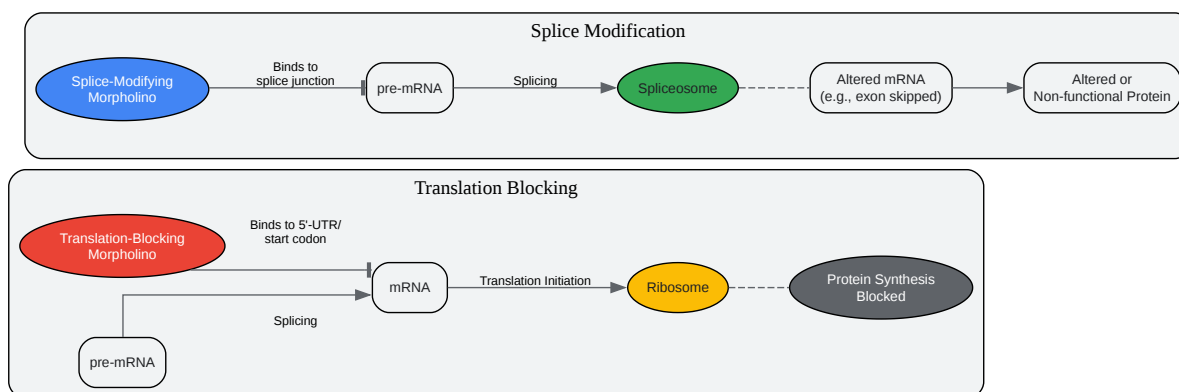 Splice Modification
Splice-Modifying
Morpholino
Binds to
splice junction
pre-mRNA
Splicing
Spliceosome
Altered mRNA
(e.g., exon skipped)
Altered or
Non-functional Protein
Translation Blocking
Translation-Blocking
Morpholino
Binds to 5'-UTR/
start codon
mRNA
Translation Initiation
Ribosome
Protein Synthesis
Blocked
Splicing
pre-mRNA